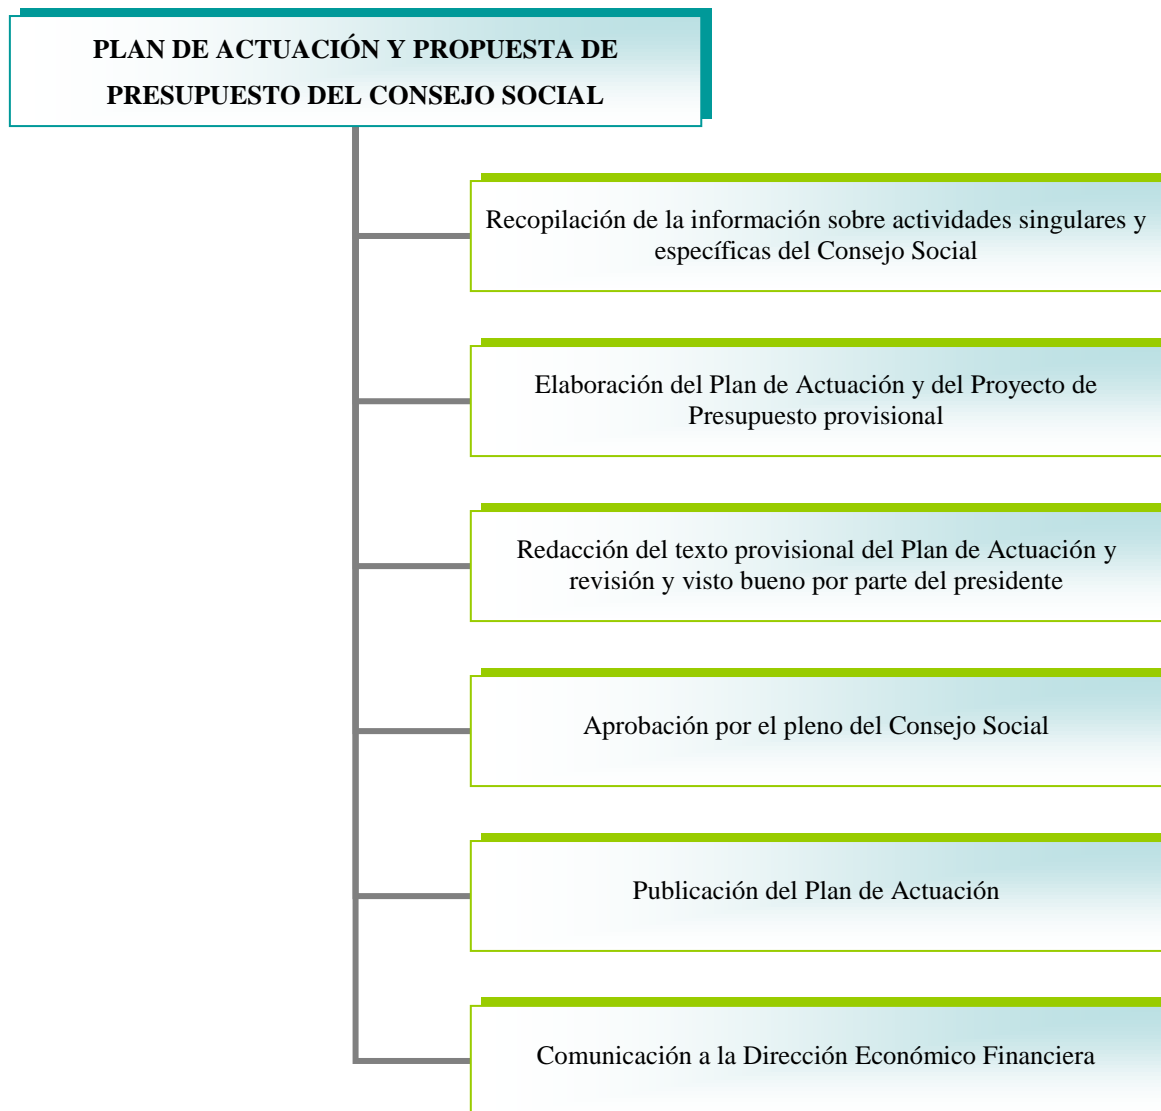 PLAN DE ACTUACIÓN Y PROPUESTA DE
PRESUPUESTO DEL CONSEJO SOCIAL
Recopilación de la información sobre actividades singulares y
específicas del Consejo Social
Elaboración del Plan de Actuación y del Proyecto de
Presupuesto provisional
Redacción del texto provisional del Plan de Actuación y
revisión y visto bueno por parte del presidente
Aprobación por el pleno del Consejo Social
Publicación del Plan de Actuación
Comunicación a la Dirección Económico Financiera